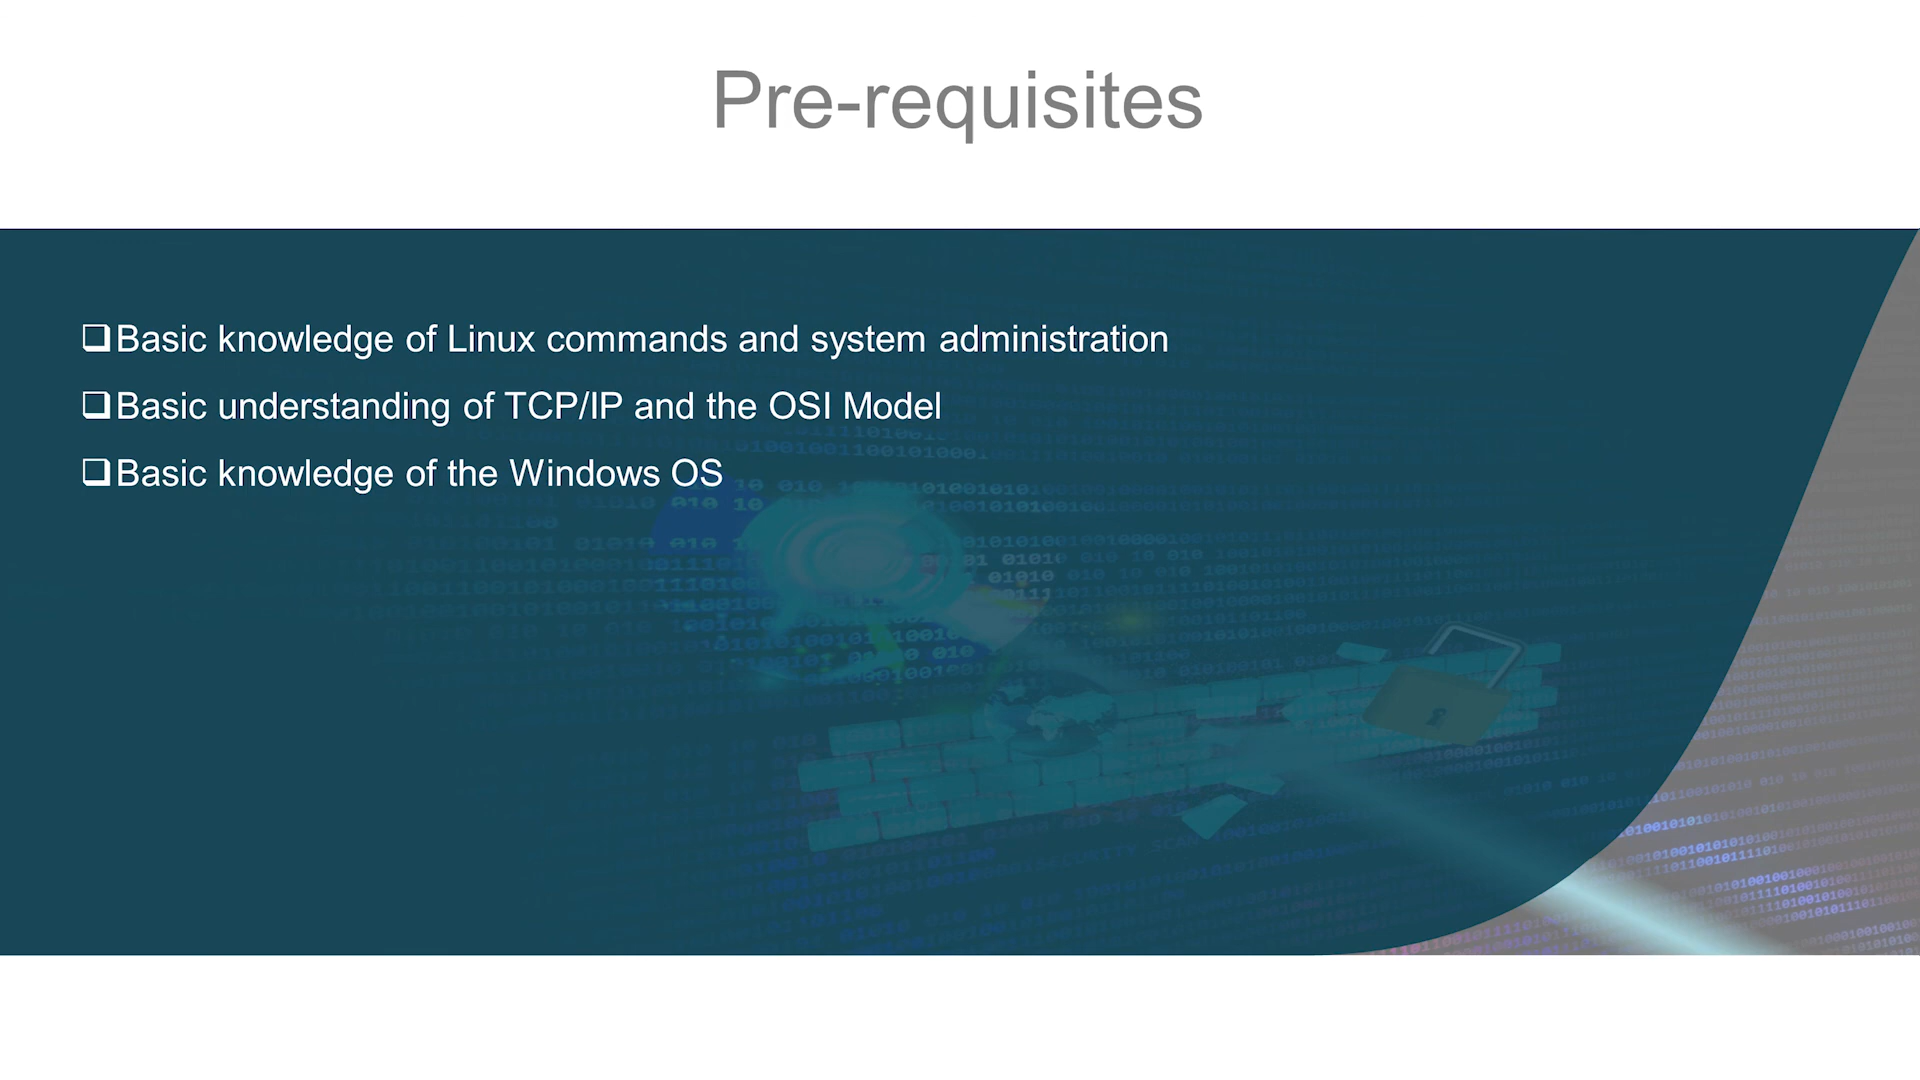 Pre-requisites
❑Basic knowledge of Linux commands and system administration
❑Basic understanding of TCP/IP and the OSI Model
❑Basic knowledge of the Windows OS